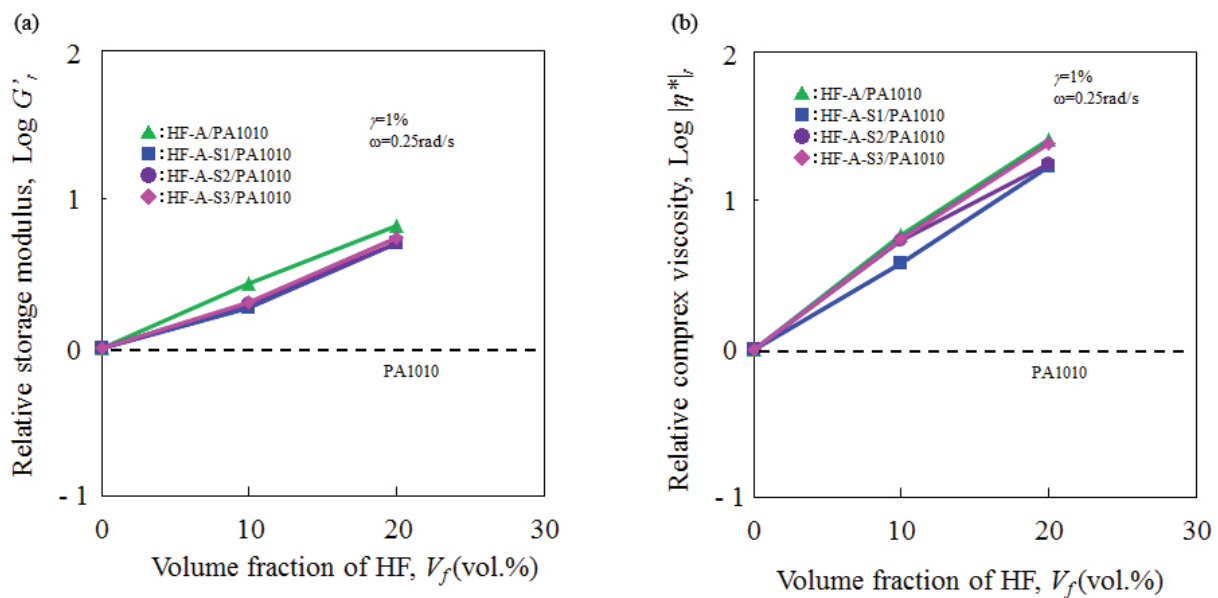 (a)
2
1
0
- 1
0
10
20
30
Relative storage modulus, Log G’r
Volume fraction of HF, Vf(vol.%)
γ=1%
ω=0.25rad/s
:HF-A/PA1010
:HF-A-S1/PA1010
:HF-A-S2/PA1010
:HF-A-S3/PA1010
PA1010
(b)
2
1
0
- 1
0
10
20
30
Relative comprex viscosity, Log |η*|r
Volume fraction of HF, Vf(vol.%)
γ=1%
ω=0.25rad/s
:HF-A/PA1010
:HF-A-S1/PA1010
:HF-A-S2/PA1010
:HF-A-S3/PA1010
PA1010